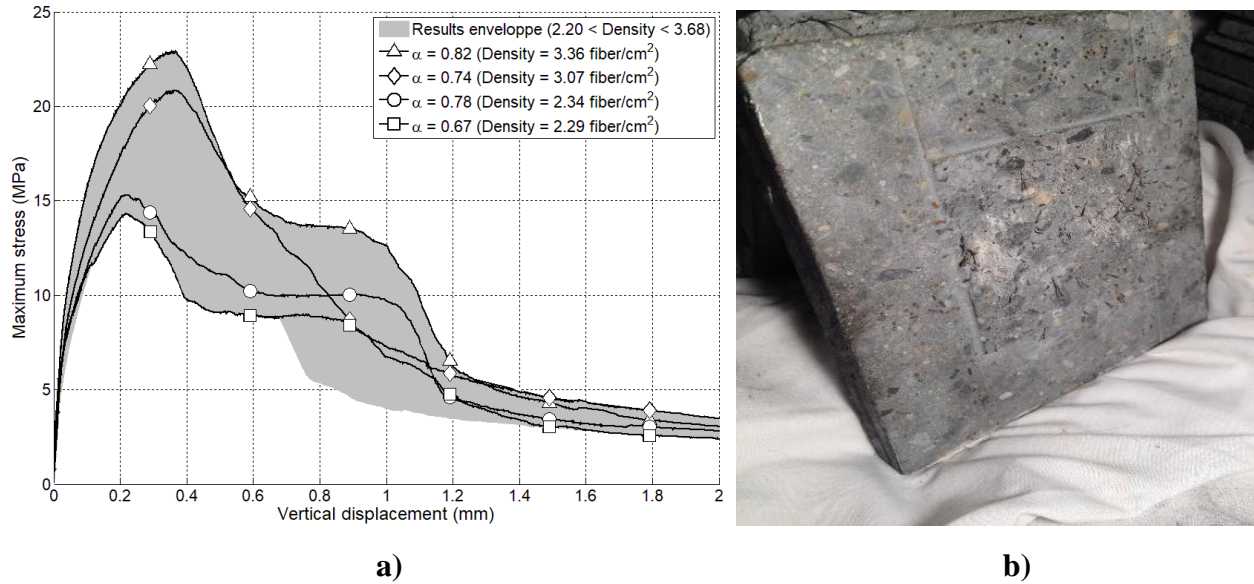 25
20
15
10
5
0
Maximum stress (MPa)
Results enveloppe (2.20 < Density < 3.68)
α = 0.82 (Density = 3.36 fiber/cm²)
α = 0.74 (Density = 3.07 fiber/cm²)
α = 0.78 (Density = 2.34 fiber/cm²)
α = 0.67 (Density = 2.29 fiber/cm²)
0 0.2 0.4 0.6 0.8 1 1.2 1.4 1.6 1.8 2
Vertical displacement (mm)
a) b)